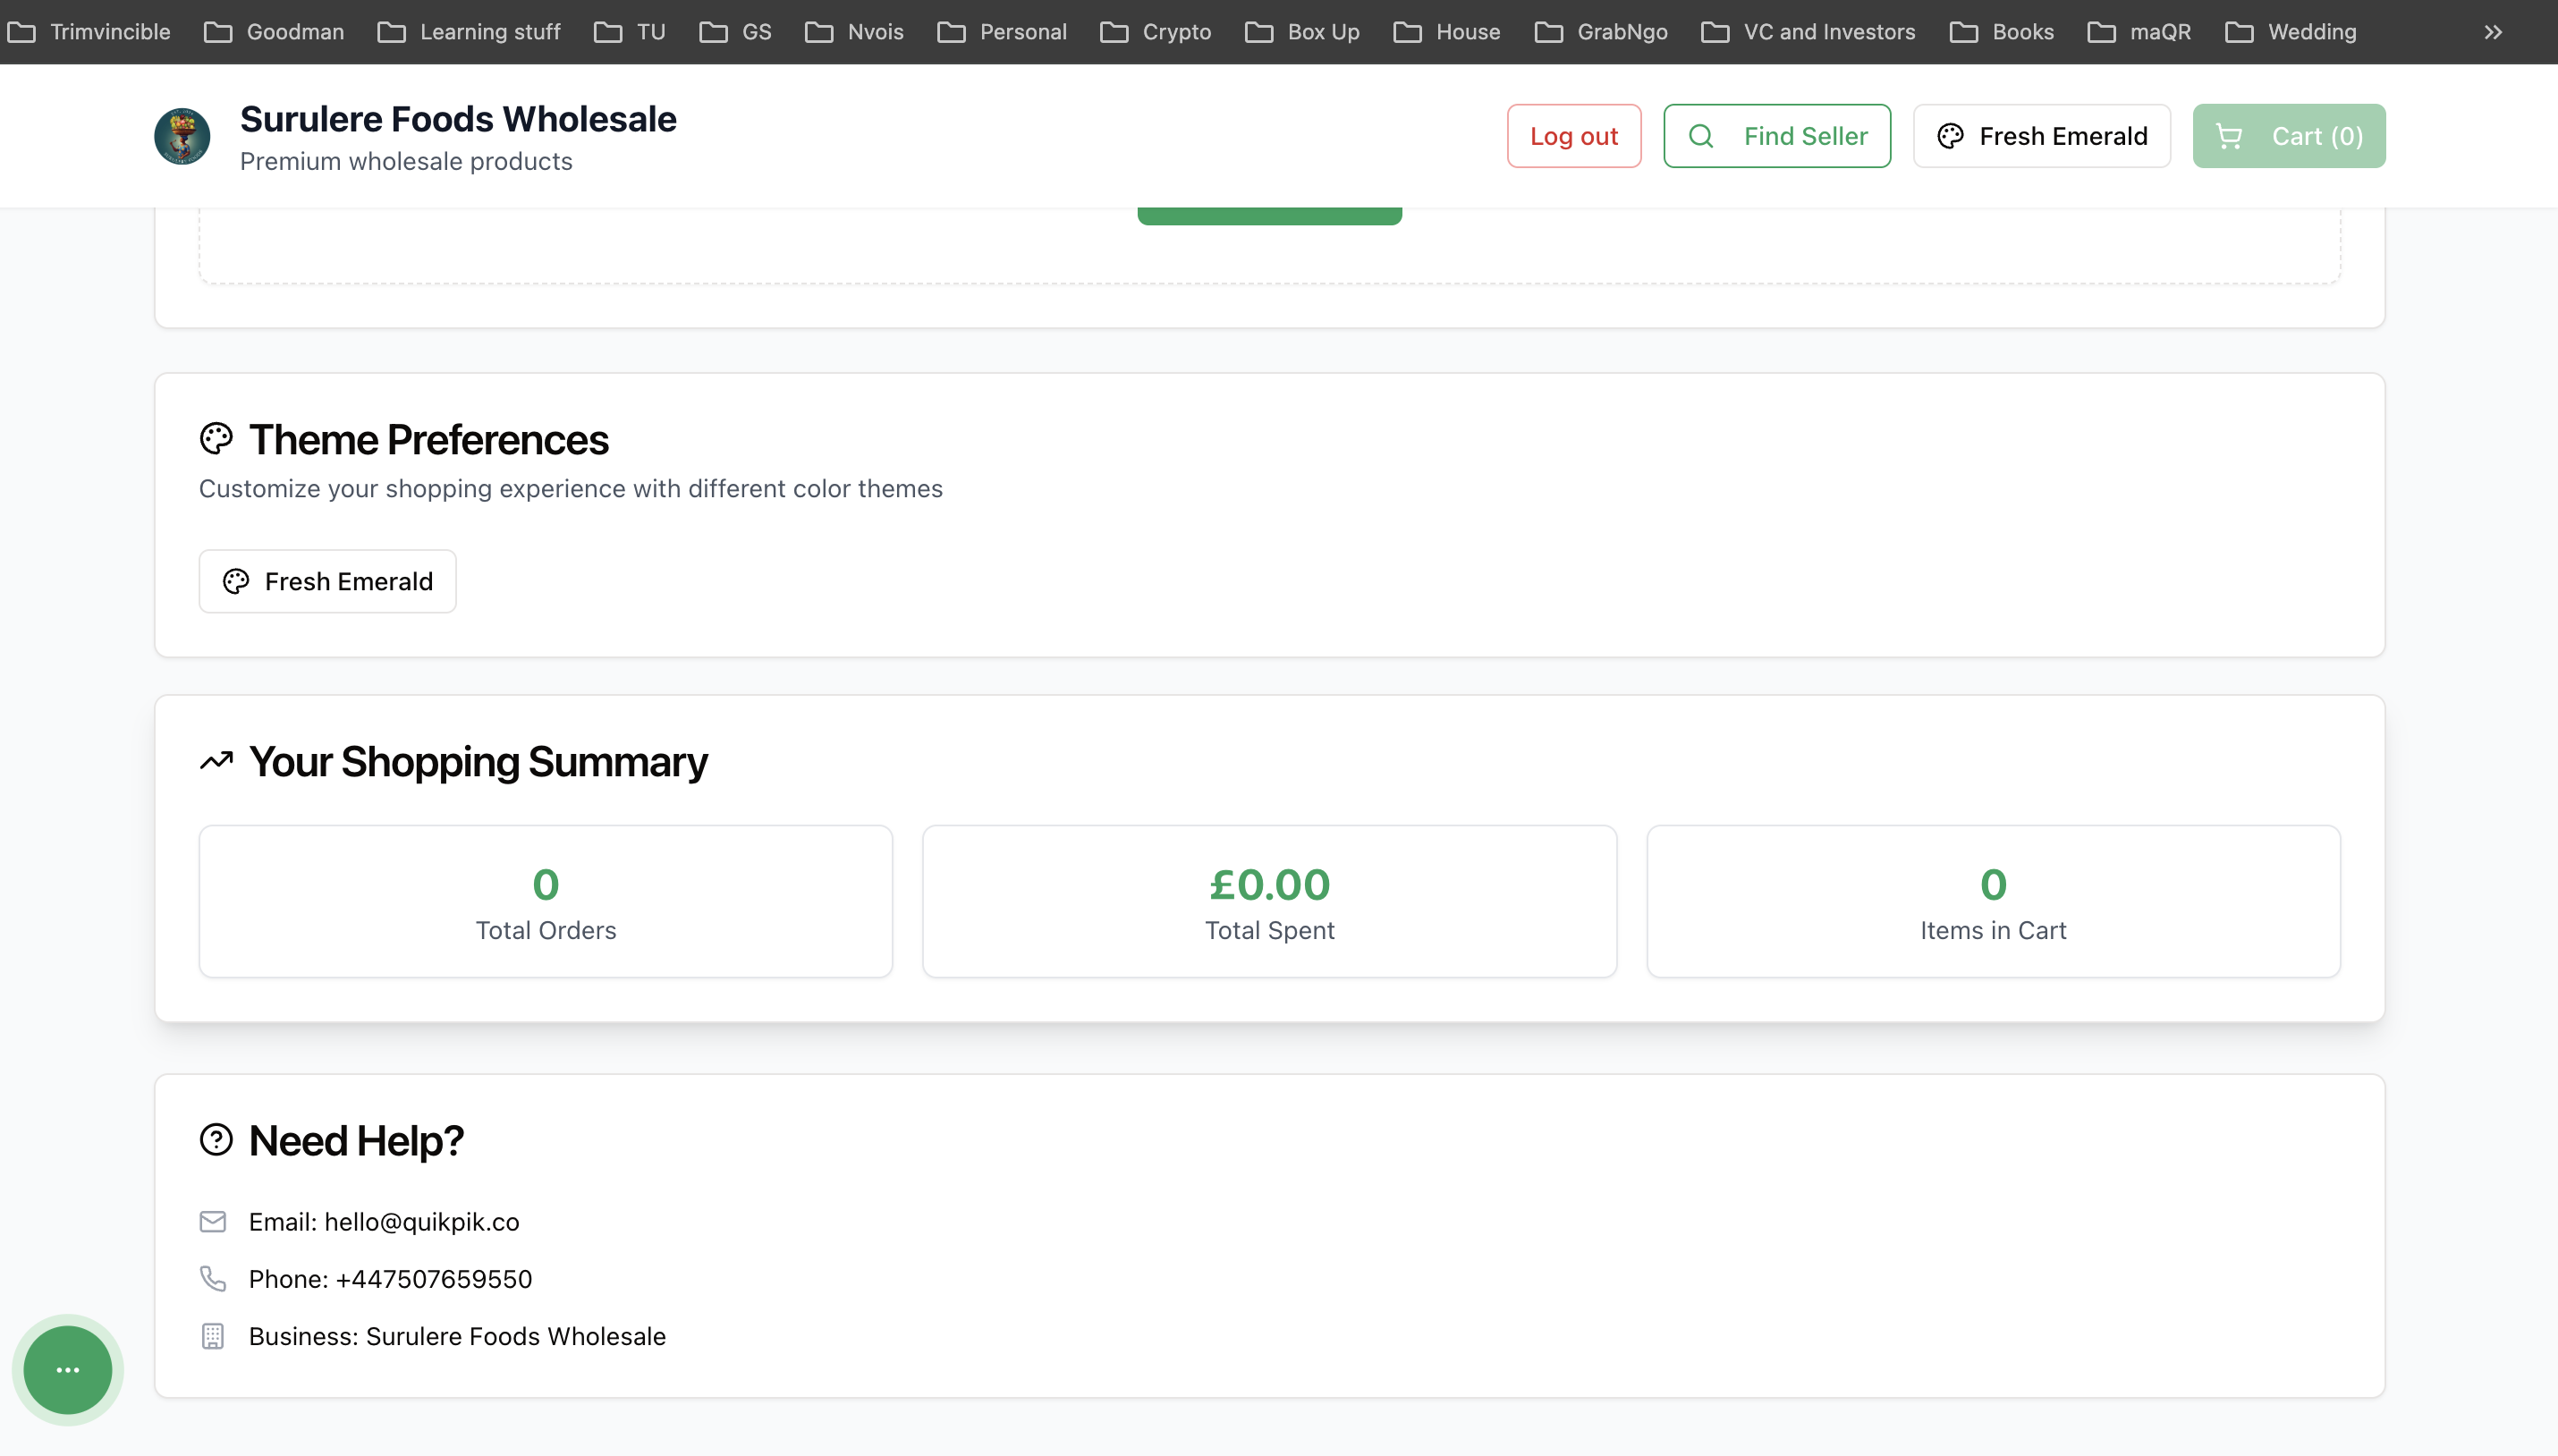 Trimvincible Goodman Learning stuff TU GS Nvois Personal Crypto Box Up House GrabNgo VC and Investors Books maQR Wedding
Surulere Foods Wholesale
Premium wholesale products
Log out
Find Seller
Fresh Emerald
Cart (0)
Theme Preferences
Customize your shopping experience with different color themes
Fresh Emerald
Your Shopping Summary
0
Total Orders
£0.00
Total Spent
0
Items in Cart
Need Help?
Email: hello@quikpik.co
Phone: +447507659550
Business: Surulere Foods Wholesale